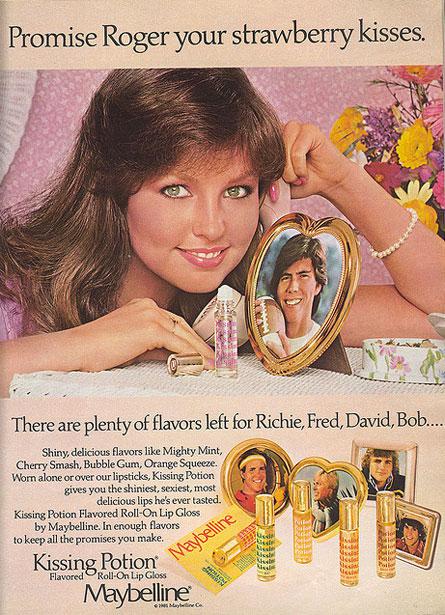 Promise Roger your strawberry kisses.
There are plenty of flavors left for Richie, Fred, David, Bob....
Shiny, delicious flavors like Mighty Mint,
Cherry Smash, Bubble Gum, Orange Squeeze.
Worn alone or over our lipsticks, Kissing Potion
gives you the shiniest, sexiest, most
delicious lips he's ever tasted.
Kissing Potion Flavored Roll-On Lip Gloss
by Maybelline. In enough flavors
to keep all the promises you make.
Kissing Potion®
Flavored Roll-On Lip Gloss
Maybelline®
© 1981 Maybelline Co.
Maybelline